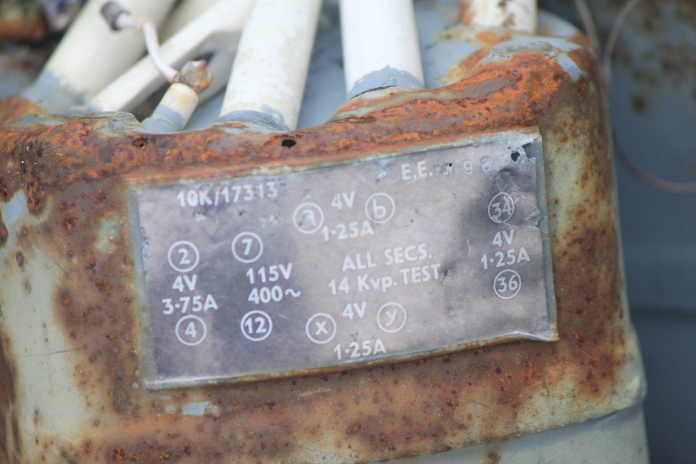 10K/17313 E.E.
a 4V b 34
1·25A
2 7 ALL SECS. 4V
4V 115V 14 Kvp. TEST 1·25A
3·75A 400~ 4V 36
4 12 x y
1·25A